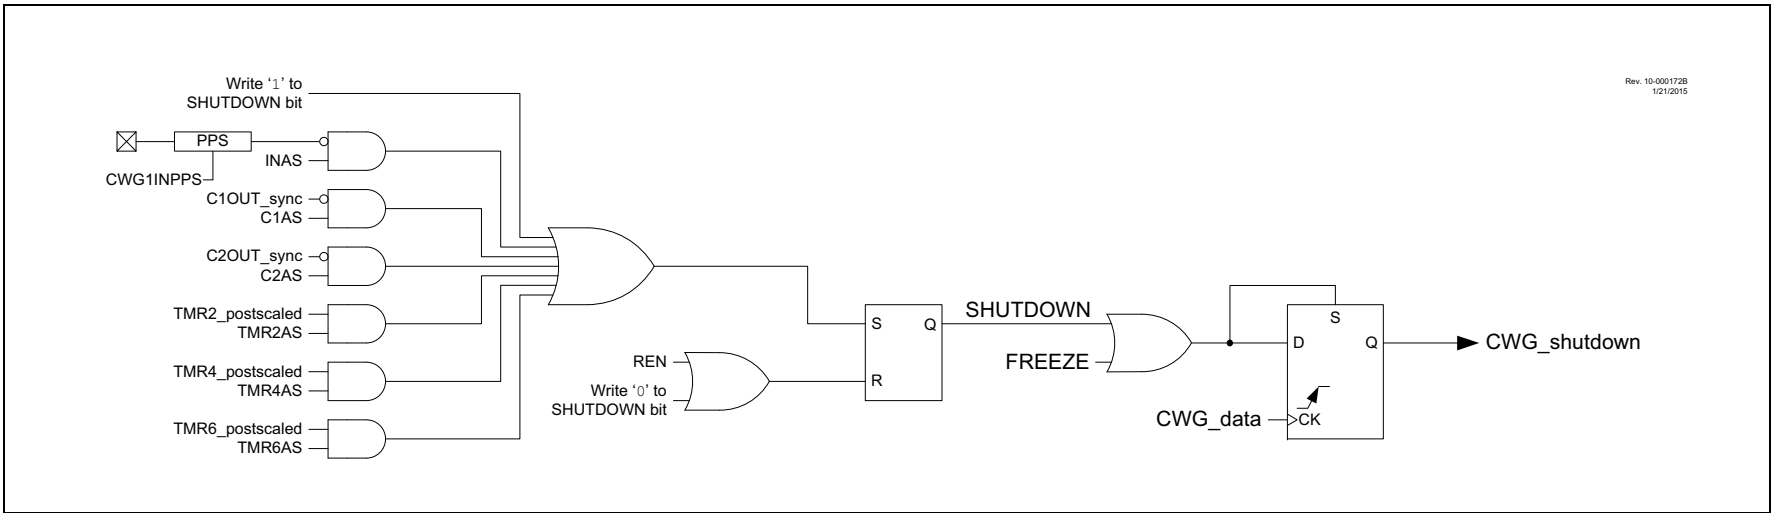 Rev. 10-000172B
1/21/2015
Write ‘1’ to
SHUTDOWN bit
PPS
INAS
CWG1INPPS
C1OUT_sync
C1AS
C2OUT_sync
C2AS
TMR2_postscaled
TMR2AS
TMR4_postscaled
TMR4AS
TMR6_postscaled
TMR6AS
REN
Write ‘0’ to
SHUTDOWN bit
S
Q
R
SHUTDOWN
FREEZE
S
D
Q
CWG_data
CK
CWG_shutdown